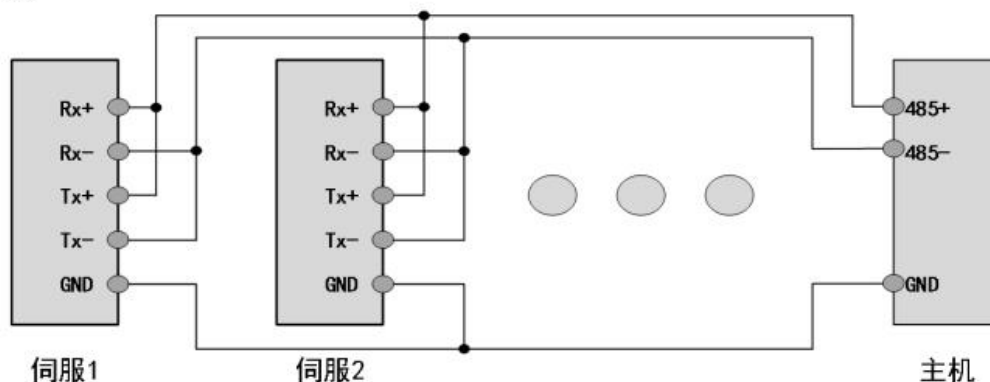 Rx+
Rx-
Tx+
Tx-
GND
伺服1
Rx+
Rx-
Tx+
Tx-
GND
伺服2
485+
485-
GND
主机